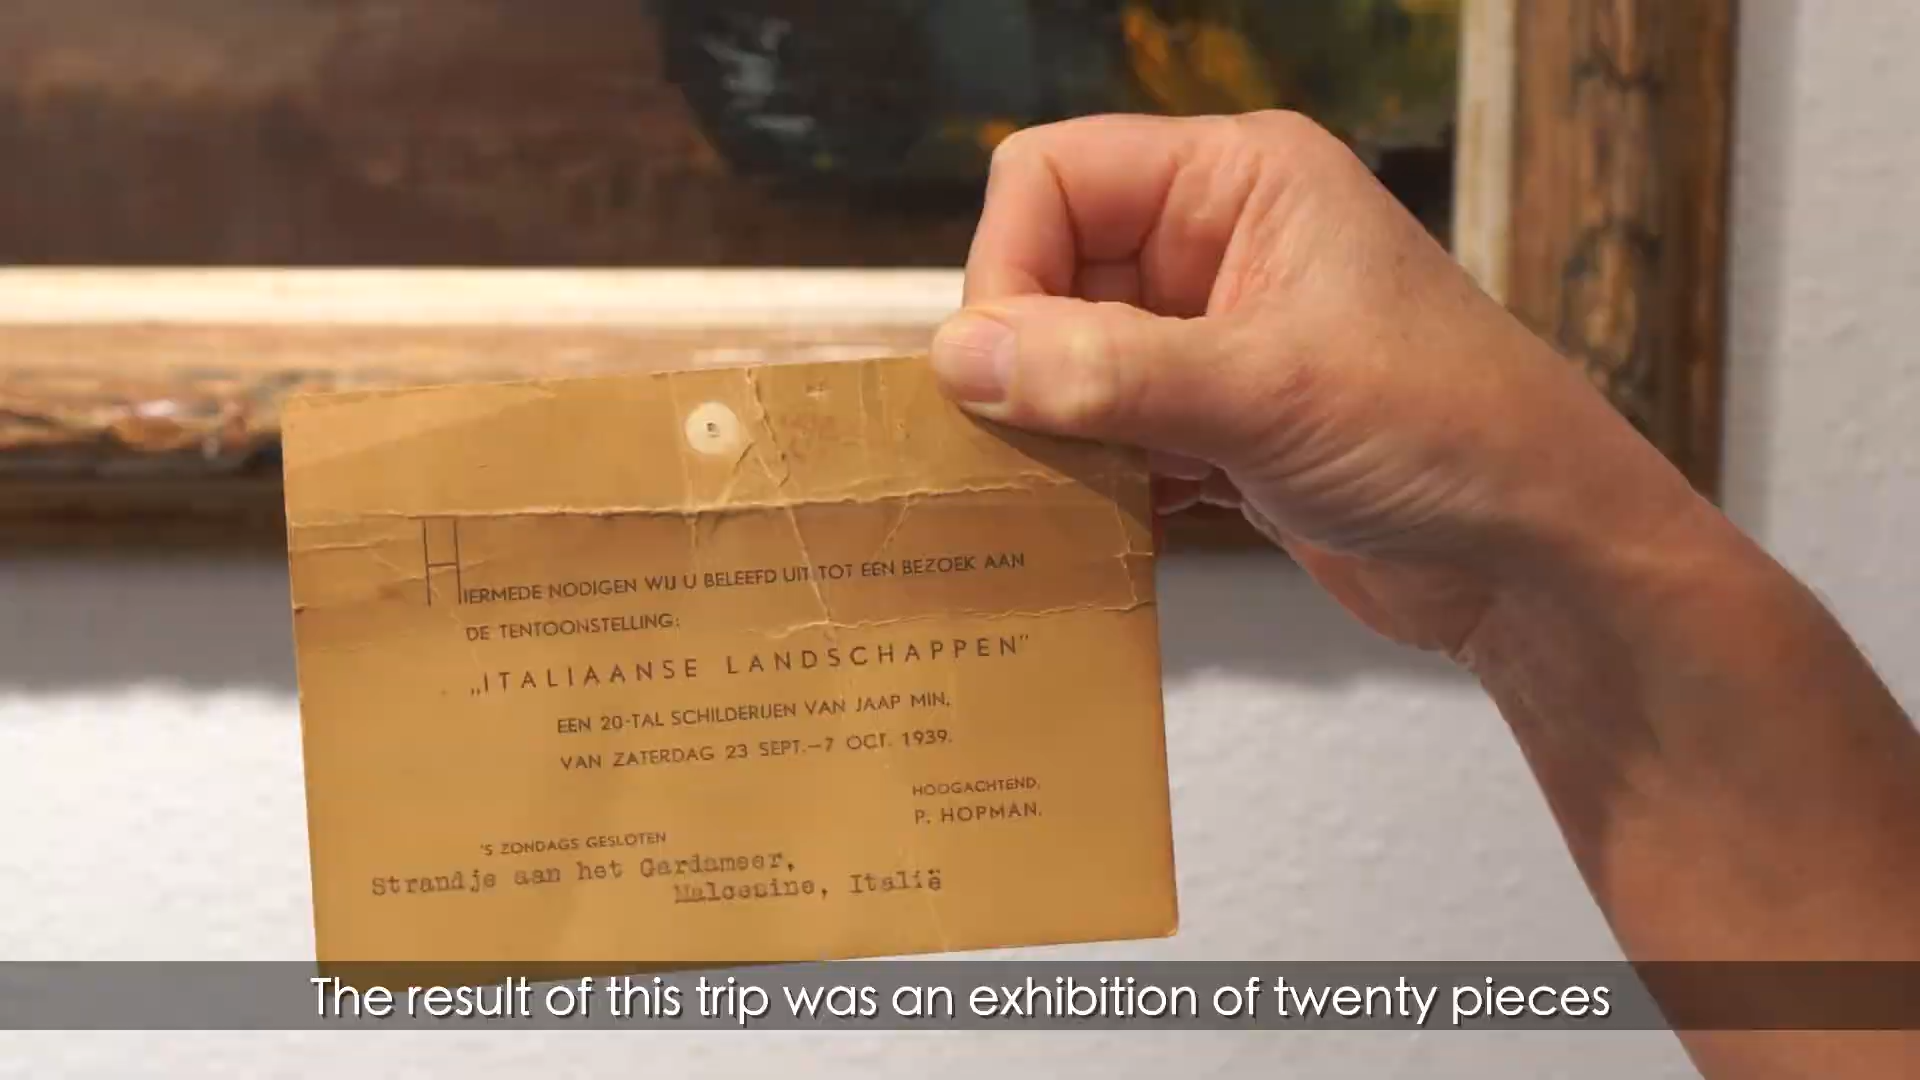 HIERMEDE NODIGEN WIJ U BELEEFD UIT TOT EEN BEZOEK AAN
DE TENTOONSTELLING:
„ITALIAANSE LANDSCHAPPEN”
EEN 20-TAL SCHILDERIJEN VAN JAAP MIN,
VAN ZATERDAG 23 SEPT.—7 OCT. 1939.
HOOGACHTEND,
P. HOPMAN.
'S ZONDAGS GESLOTEN
Strandje aan het Gardameer,
Malcesine, Italië
The result of this trip was an exhibition of twenty pieces